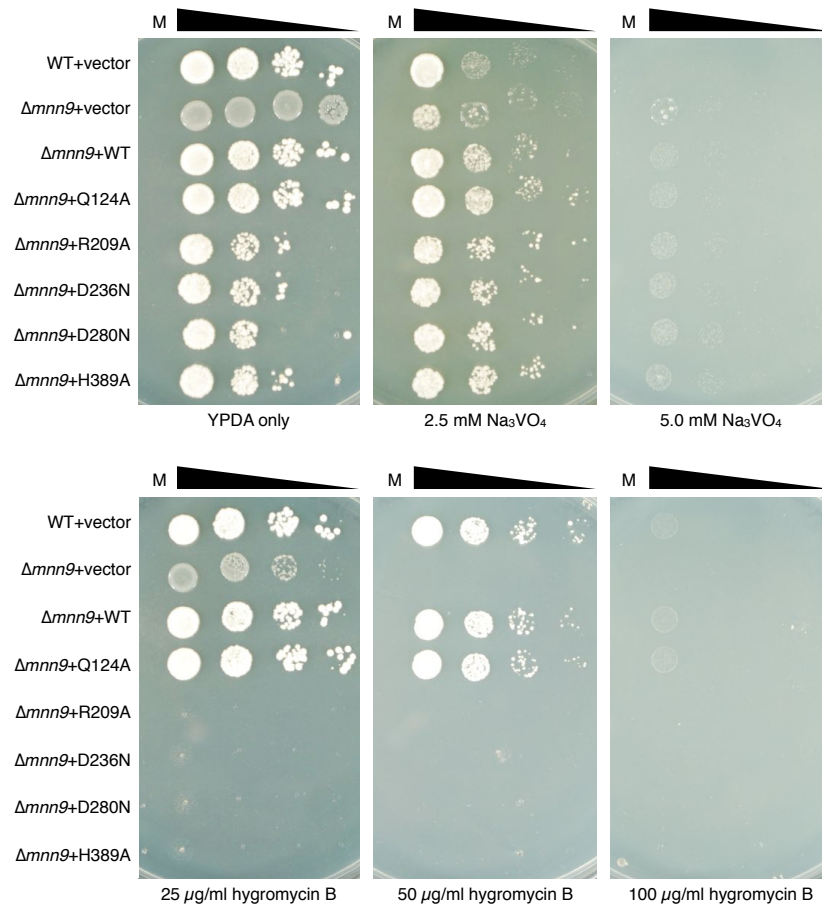 M M M
WT+vector
Δmnn9+vector
Δmnn9+WT
Δmnn9+Q124A
Δmnn9+R209A
Δmnn9+D236N
Δmnn9+D280N
Δmnn9+H389A
YPDA only 2.5 mM Na₃VO₄ 5.0 mM Na₃VO₄
M M M
WT+vector
Δmnn9+vector
Δmnn9+WT
Δmnn9+Q124A
Δmnn9+R209A
Δmnn9+D236N
Δmnn9+D280N
Δmnn9+H389A
25 µg/ml hygromycin B 50 µg/ml hygromycin B 100 µg/ml hygromycin B